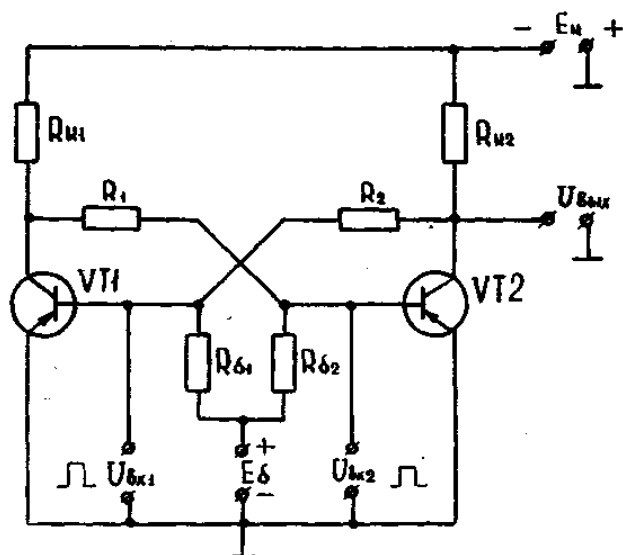 − Eк +
Rк1
Rк2
R1
R2
Uвых
VT1
VT2
Rб1
Rб2
+
Uвх1
Eб
Uвх2
−